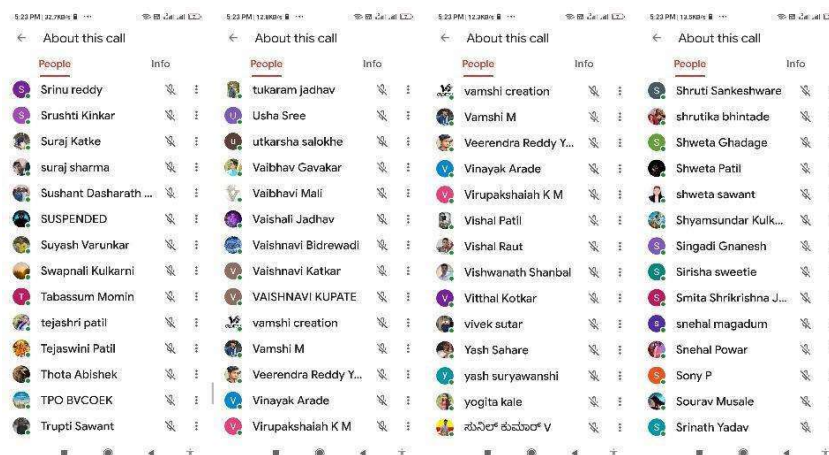 5:23 PM | 32.7KB/s
About this call
People
Info
Srinu reddy
Srushti Kinkar
Suraj Katke
suraj sharma
Sushant Dasharath ...
SUSPENDED
Suyash Varunkar
Swapnali Kulkarni
Tabassum Momin
tejashri patil
Tejaswini Patil
Thota Abishek
TPO BVCOEK
Trupti Sawant
5:23 PM | 12.8KB/s
About this call
People
Info
tukaram jadhav
Usha Sree
utkarsha salokhe
Vaibhav Gavakar
Vaibhavi Mali
Vaishali Jadhav
Vaishnavi Bidrewadi
Vaishnavi Katkar
VAISHNAVI KUPATE
vamshi creation
Vamshi M
Veerendra Reddy Y...
Vinayak Arade
Virupakshaiah K M
5:23 PM | 12.3KB/s
About this call
People
Info
vamshi creation
Vamshi M
Veerendra Reddy Y...
Vinayak Arade
Virupakshaiah K M
Vishal Patil
Vishal Raut
Vishwanath Shanbal
Vitthal Kotkar
vivek sutar
Yash Sahare
yash suryawanshi
yogita kale
ಸುನಿಲ್ ಕುಮಾರ್ V
5:23 PM | 13.5KB/s
About this call
People
Info
Shruti Sankeshware
shrutika bhintade
Shweta Ghadage
Shweta Patil
shweta sawant
Shyamsundar Kulk...
Singadi Gnanesh
Sirisha sweetie
Smita Shrikrishna J...
snehal magadum
Snehal Powar
Sony P
Sourav Musale
Srinath Yadav